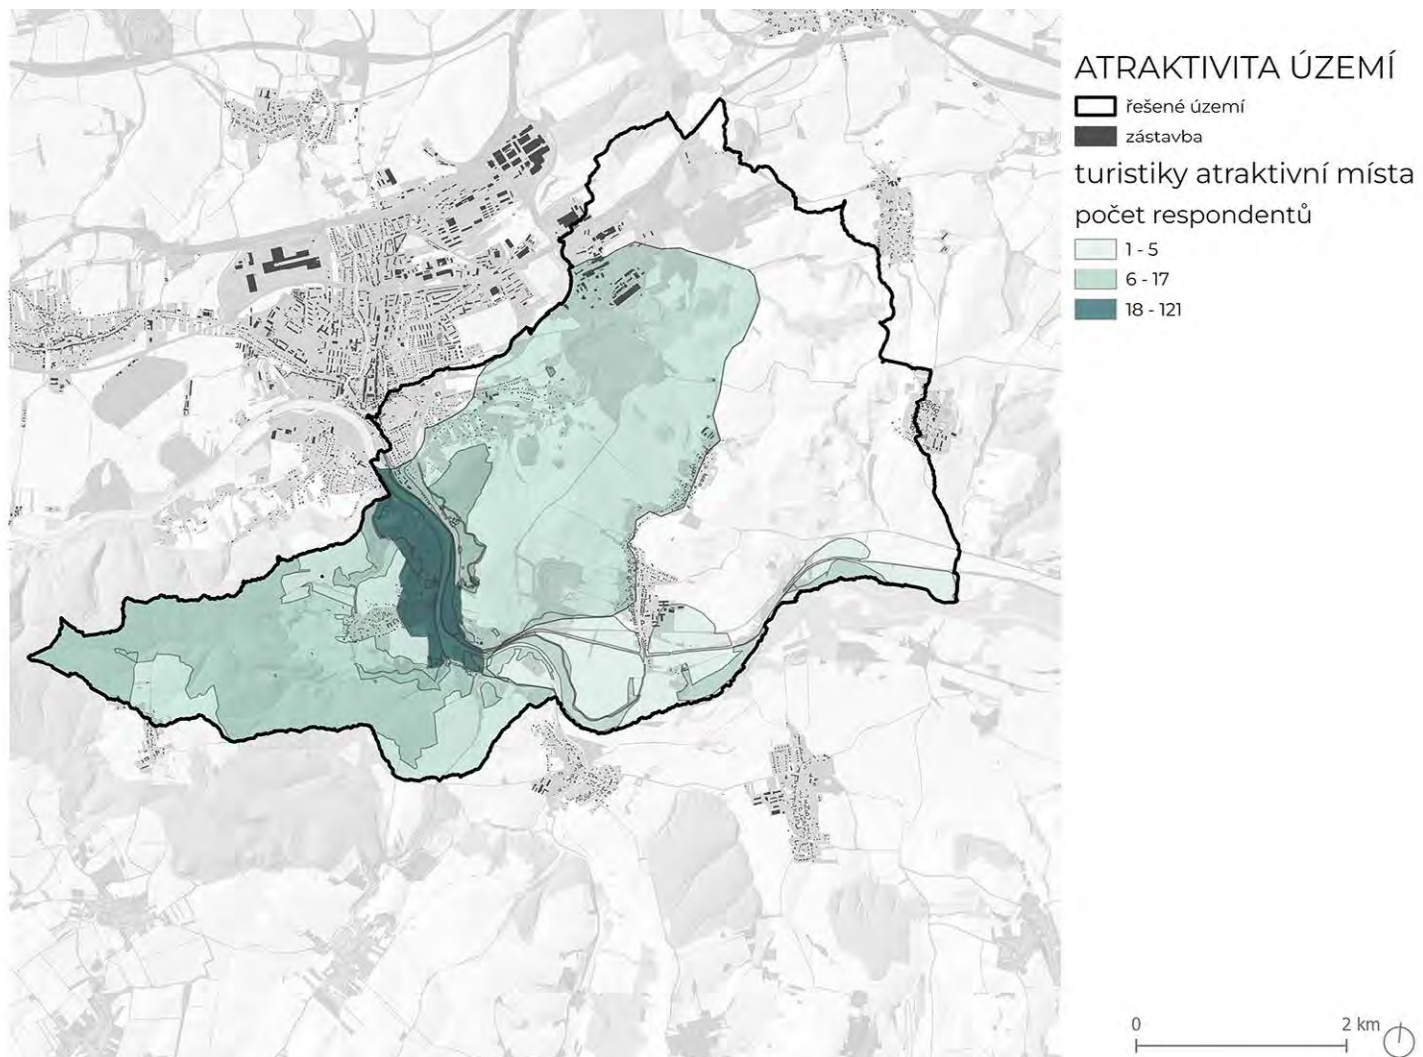 ATRAKTIVITA ÚZEMÍ
řešené území
zástavba
turistiky atraktivní místa
počet respondentů
1 - 5
6 - 17
18 - 121
0 2 km